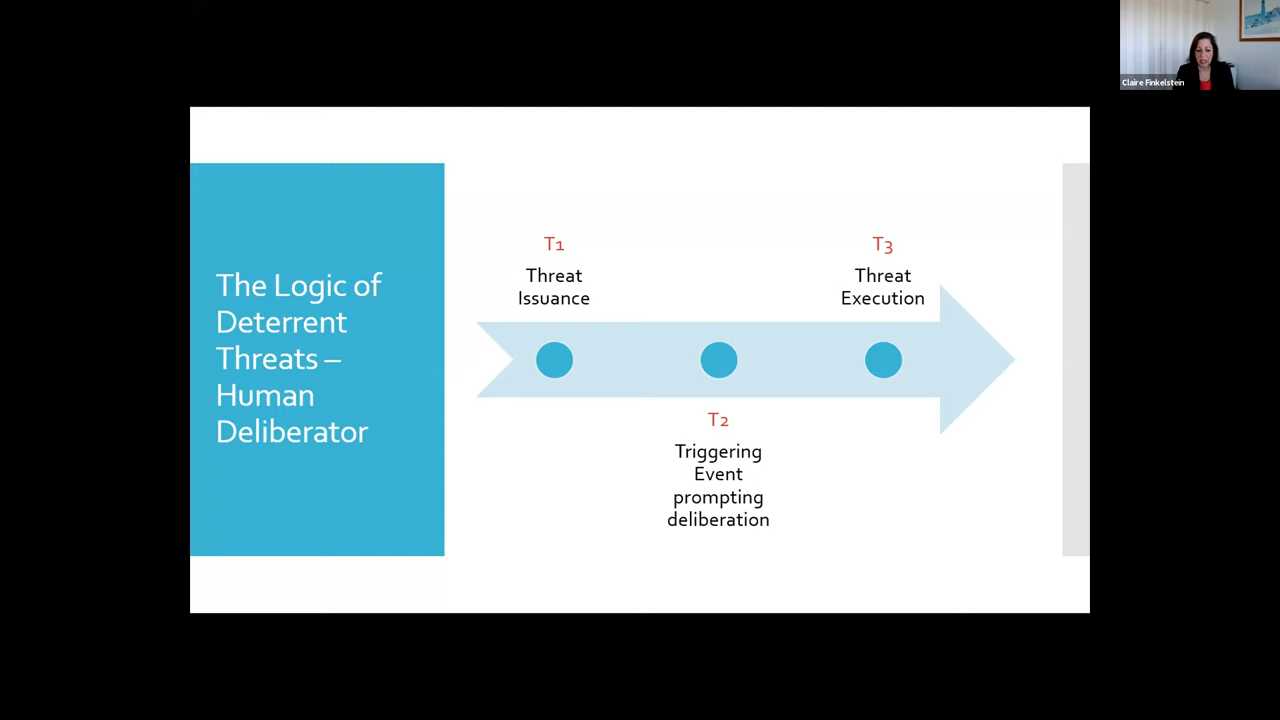 Claire Finkelstein
The Logic of
Deterrent
Threats –
Human
Deliberator
T1
Threat
Issuance
T2
Triggering
Event
prompting
deliberation
T3
Threat
Execution